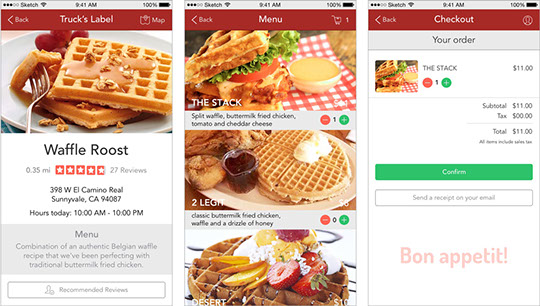 Sketch 9:41 AM 100%
Back Truck's Label Map
Waffle Roost
0.35 mi 27 Reviews
398 W El Camino Real
Sunnyvale, CA 94087
Hours today: 10:00 AM - 10:00 PM
Menu
Combination of an authentic Belgian waffle
recipe that we've been perfecting with
traditional buttermilk fried chicken.
Recommended Reviews
Sketch 9:41 AM 100%
Back Menu 1
THE STACK $11
Split waffle, buttermilk fried chicken,
tomato and cheddar cheese
1
2 LEGIT
classic buttermilk fried chicken,
waffle and a drizzle of honey
0
DESERT $10
Sketch 9:41 AM 100%
Back Checkout
Your order
THE STACK $11.00
1
Subtotal $11.00
Tax $00.00
Total $11.00
All items include sales tax
Confirm
Send a receipt on your email
Bon appetit!